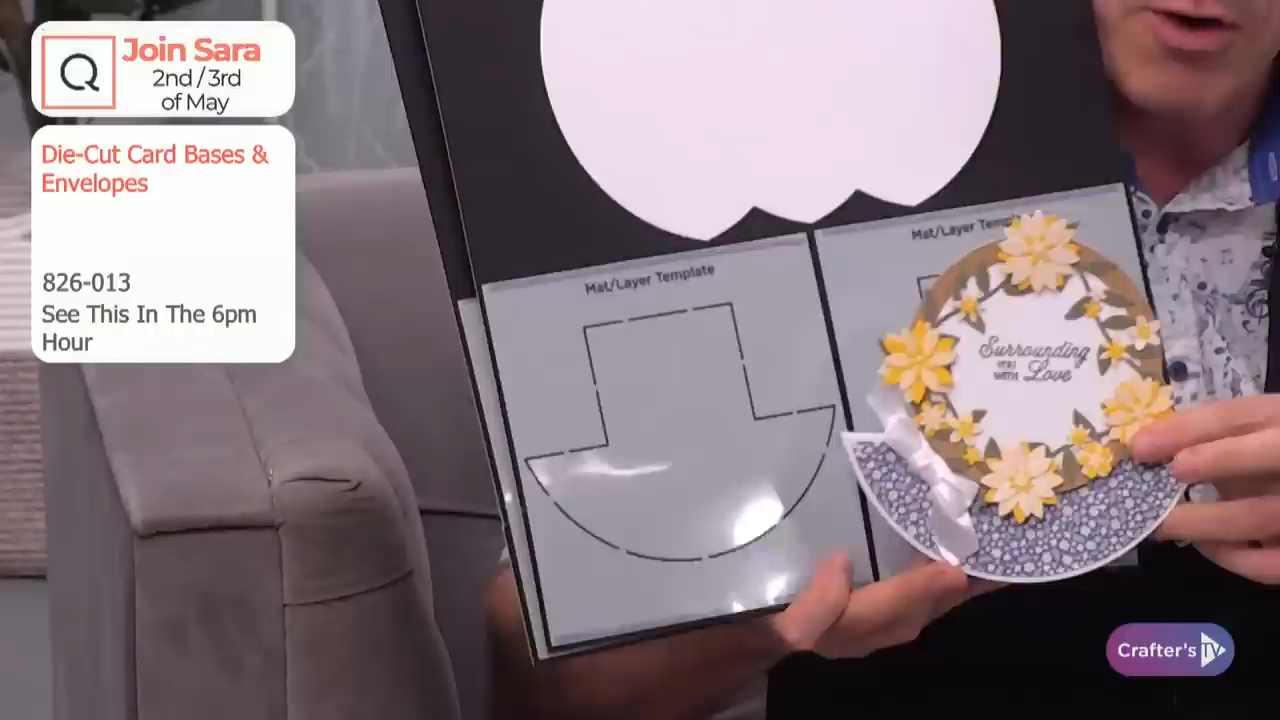 Q
Join Sara
2nd / 3rd
of May
Die-Cut Card Bases &
Envelopes
826-013
See This In The 6pm
Hour
Mat/Layer Template
Mat/Layer
Surrounding
YOU
WITH Love
Crafter's TV